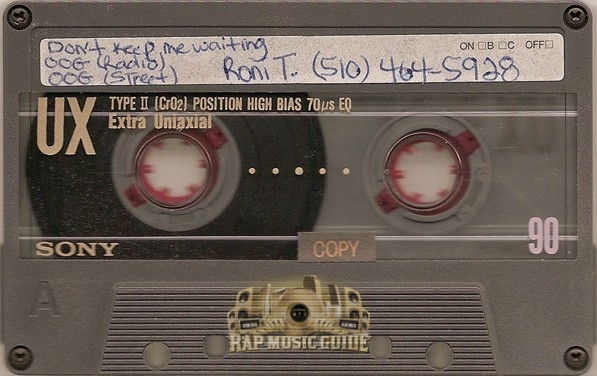 Don't keep me waiting
OOG (Radio)
OOG (Street)
Roni T. (510) 464-5928
ON □B □C OFF□
UX
TYPE II (CrO2) POSITION HIGH BIAS 70µs EQ
Extra Uniaxial
SONY
COPY
90
A
RAP MUSIC GUIDE